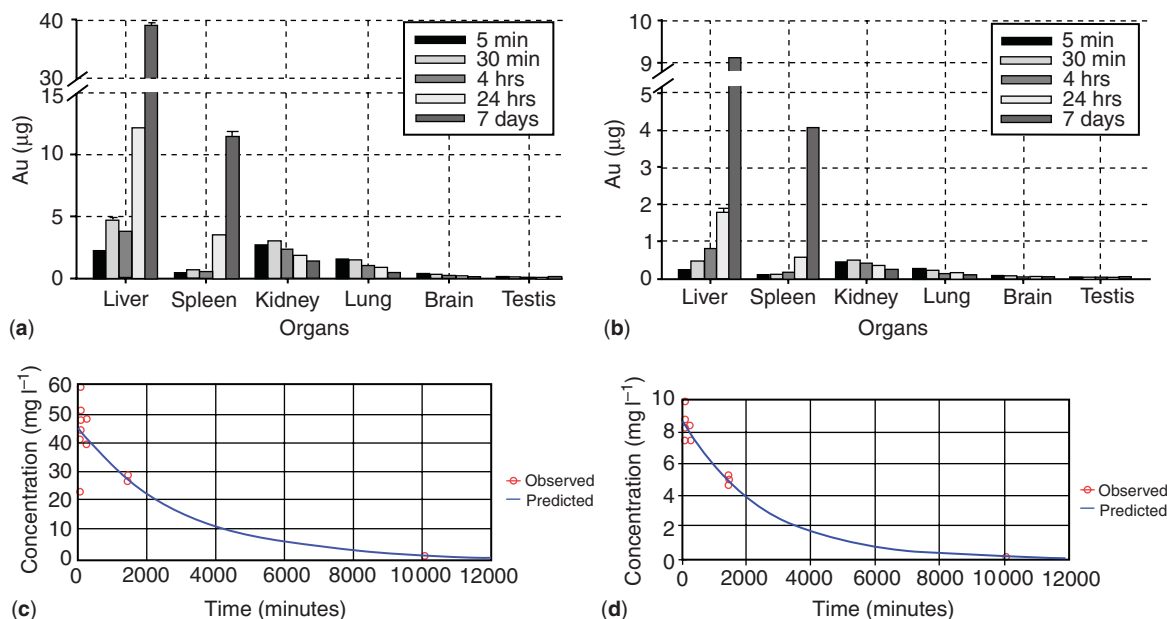 40
30
15
10
5
0
Au (µg)
5 min
30 min
4 hrs
24 hrs
7 days
Liver Spleen Kidney Lung Brain Testis
(a) Organs
10
9
6
5
4
3
2
1
0
Au (µg)
5 min
30 min
4 hrs
24 hrs
7 days
Liver Spleen Kidney Lung Brain Testis
(b) Organs
60
50
40
30
20
10
0
Concentration (mg l⁻¹)
Observed
Predicted
0 2000 4000 6000 8000 10000 12000
(c) Time (minutes)
10
8
6
4
2
0
Concentration (mg l⁻¹)
Observed
Predicted
0 2000 4000 6000 8000 10000 12000
(d) Time (minutes)